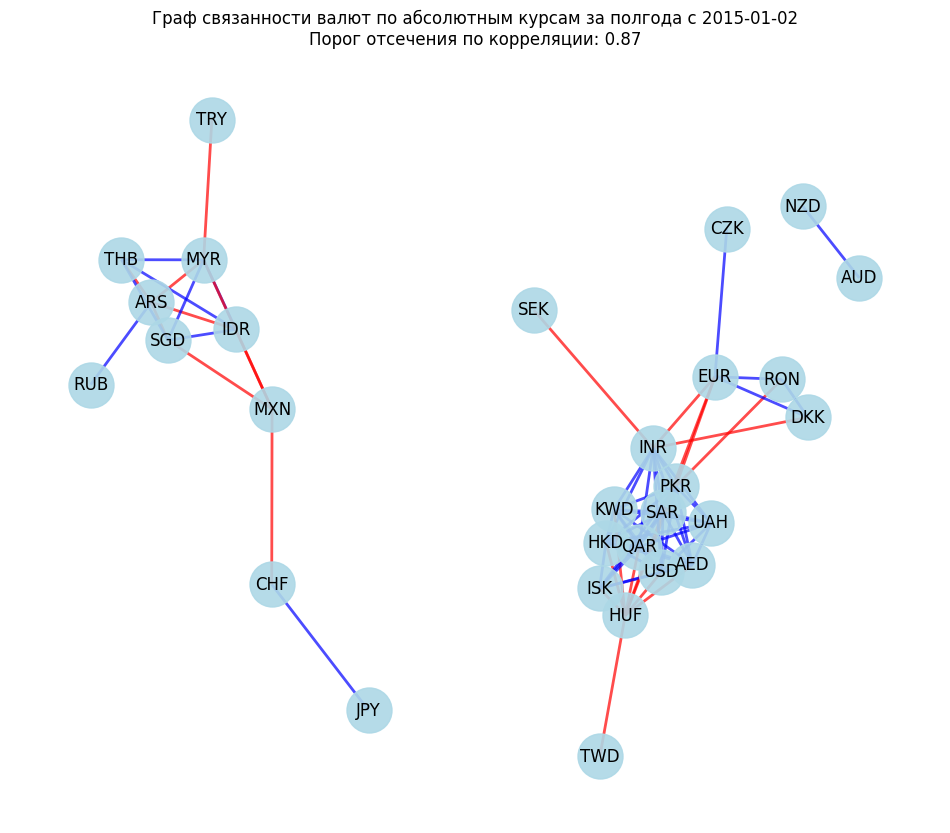 Граф связанности валют по абсолютным курсам за полгода с 2015-01-02
Порог отсечения по корреляции: 0.87
TRY
NZD
CZK
THB
MYR
AUD
ARS
SEK
IDR
SGD
EUR
RON
RUB
MXN
DKK
INR
PKR
KWD
SAR
UAH
HKD
QAR
AED
USD
CHF
ISK
HUF
JPY
TWD